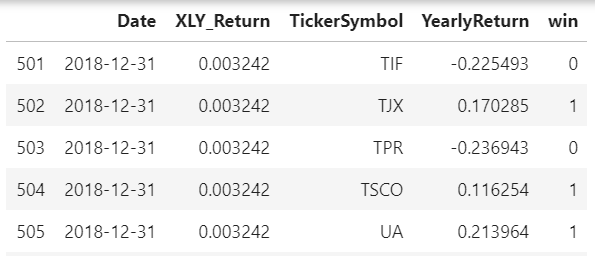 Date XLY_Return TickerSymbol YearlyReturn win
501 2018-12-31 0.003242 TIF -0.225493 0
502 2018-12-31 0.003242 TJX 0.170285 1
503 2018-12-31 0.003242 TPR -0.236943 0
504 2018-12-31 0.003242 TSCO 0.116254 1
505 2018-12-31 0.003242 UA 0.213964 1